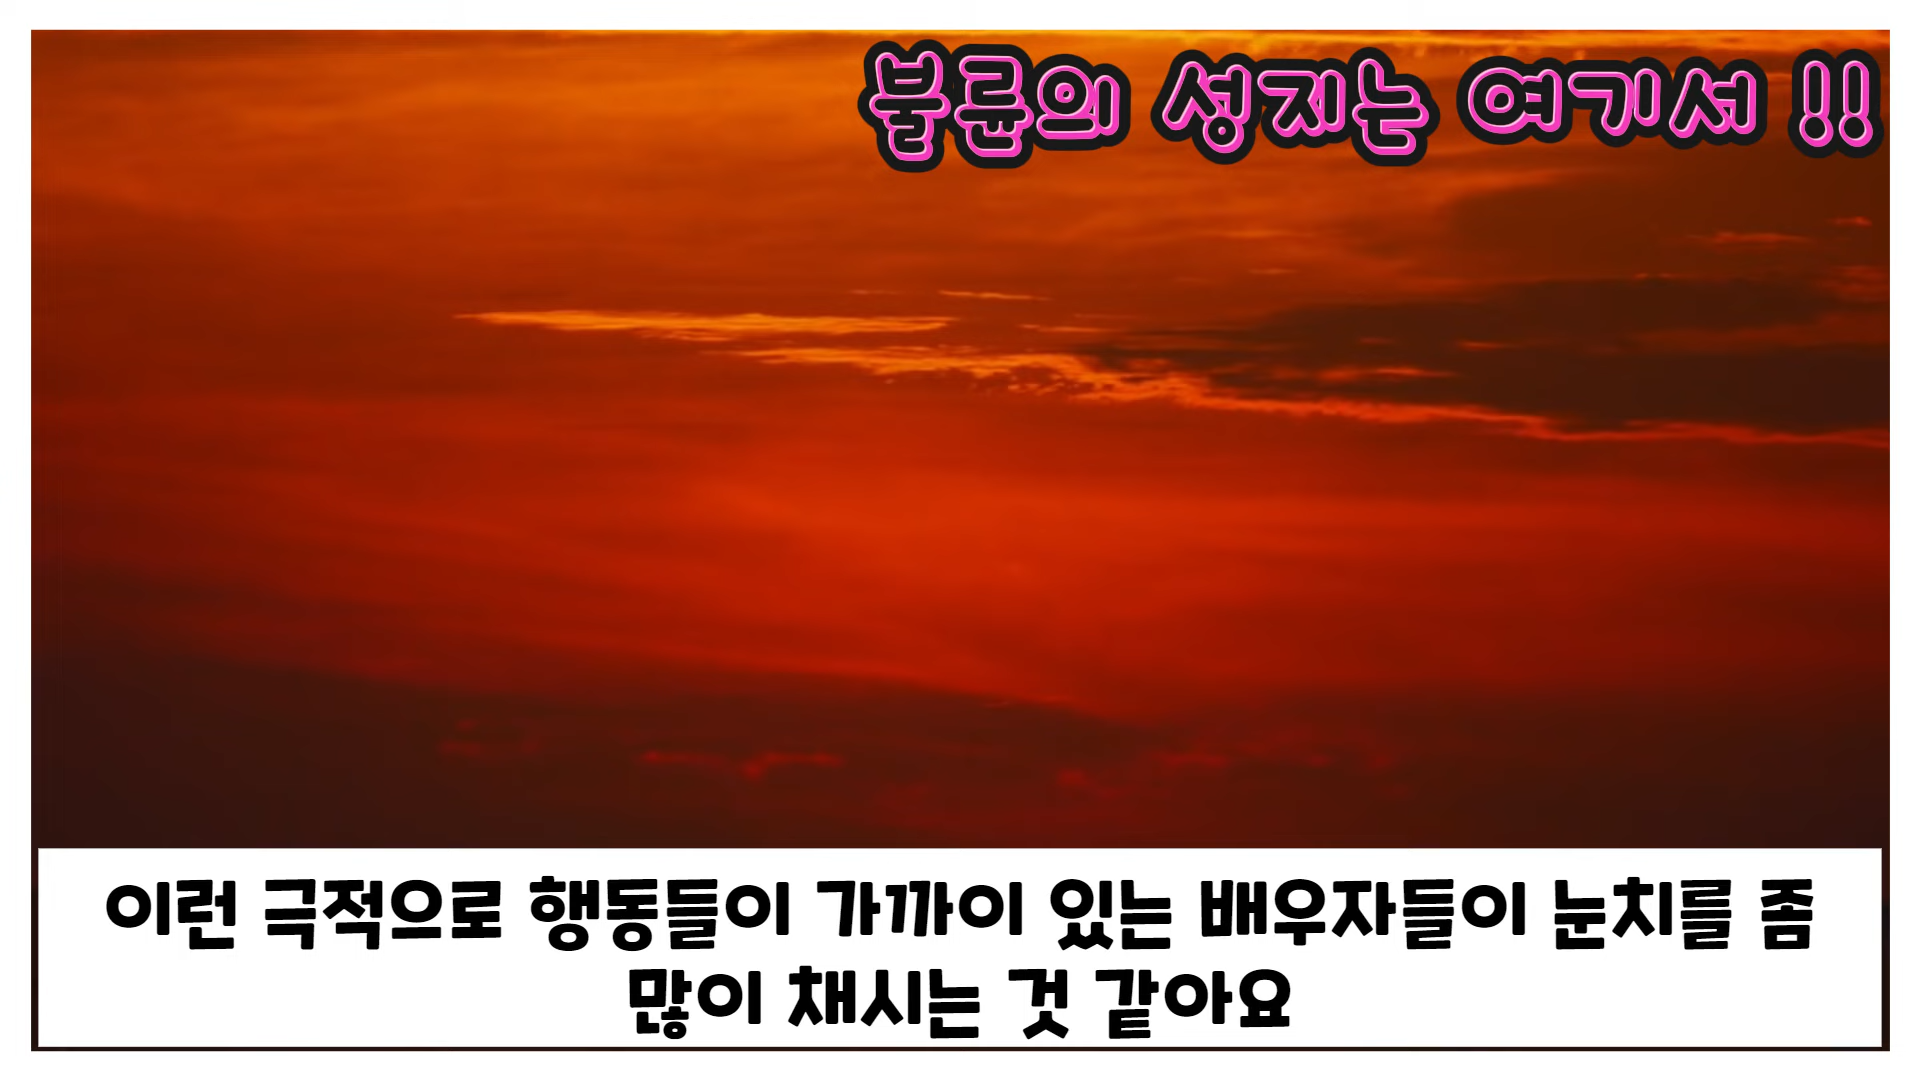 불륜의 성지는 여기서 !!
이런 극적으로 행동들이 가까이 있는 배우자들이 눈치를 좀
많이 채시는 것 같아요